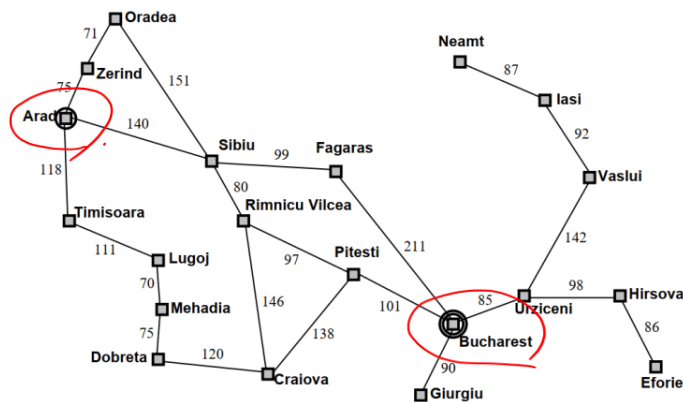 Oradea
71
Neamt
Zerind
87
75
151
Iasi
Arad
140
92
Sibiu
Fagaras
99
118
Vaslui
80
Timisoara
Rimnicu Vilcea
111
142
211
Lugoj
97
Pitesti
70
98
Hirsova
146
101
85
Mehadia
Urziceni
75
138
86
Bucharest
120
Dobreta
90
Craiova
Eforie
Giurgiu